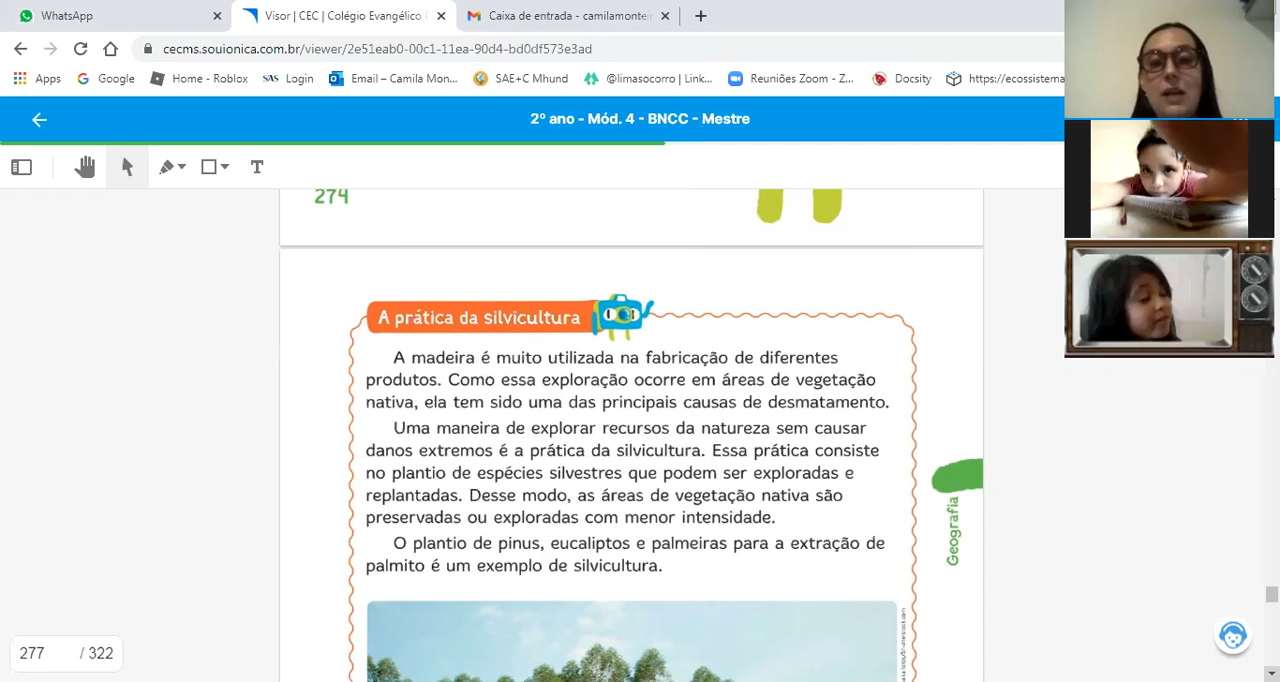 WhatsApp
Visor | CEC | Colégio Evangélico
Caixa de entrada - camilamonteir
cecms.souionica.com.br/viewer/2e51eab0-00c1-11ea-90d4-bd0df573e3ad
Apps Google Home - Roblox SAS Login Email – Camila Mon... SAE+C Mhund @limasocorro | Link... Reuniões Zoom - Z... Docsity https://ecossistema
2º ano - Mód. 4 - BNCC - Mestre
T
274
A prática da silvicultura
A madeira é muito utilizada na fabricação de diferentes
produtos. Como essa exploração ocorre em áreas de vegetação
nativa, ela tem sido uma das principais causas de desmatamento.
Uma maneira de explorar recursos da natureza sem causar
danos extremos é a prática da silvicultura. Essa prática consiste
no plantio de espécies silvestres que podem ser exploradas e
replantadas. Desse modo, as áreas de vegetação nativa são
preservadas ou exploradas com menor intensidade.
O plantio de pinus, eucaliptos e palmeiras para a extração de
palmito é um exemplo de silvicultura.
Geografia
277 / 322